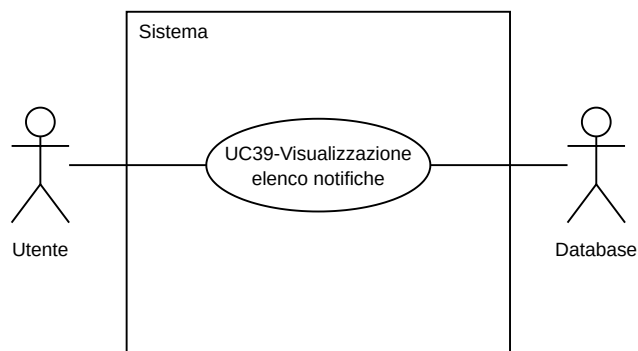 Sistema
UC39-Visualizzazione
elenco notifiche
Utente
Database